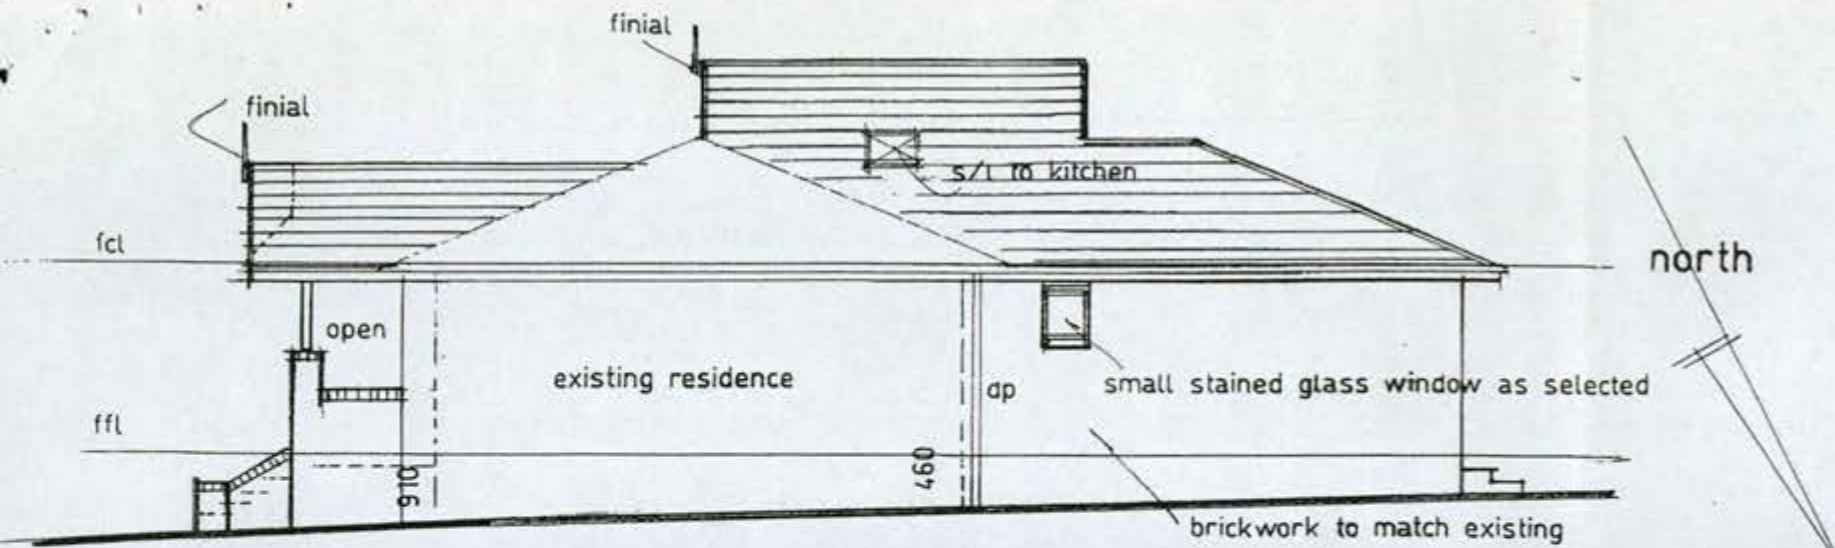 finial
finial
s/l to kitchen
fcl
north
open
existing residence
dp
small stained glass window as selected
ffl
910
460
brickwork to match existing